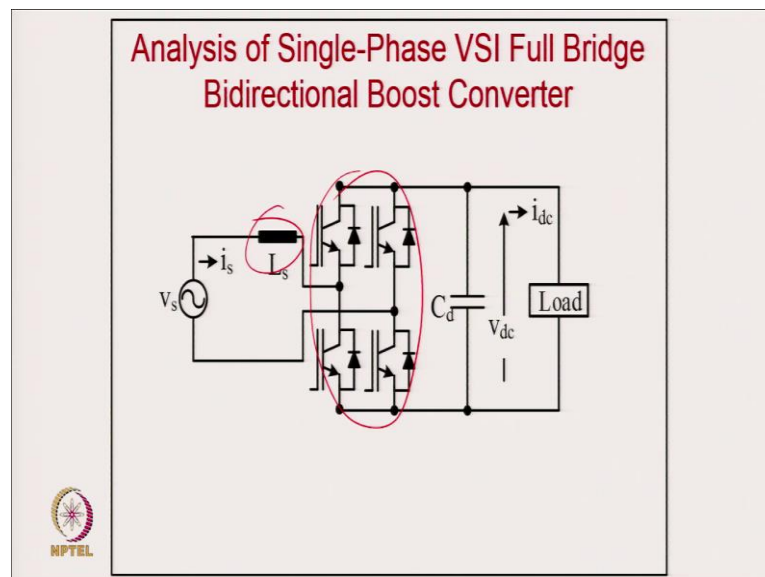 Analysis of Single-Phase VSI Full Bridge
Bidirectional Boost Converter
i_dc
i_s
L_s
v_s
C_d
v_dc
Load
NPTEL